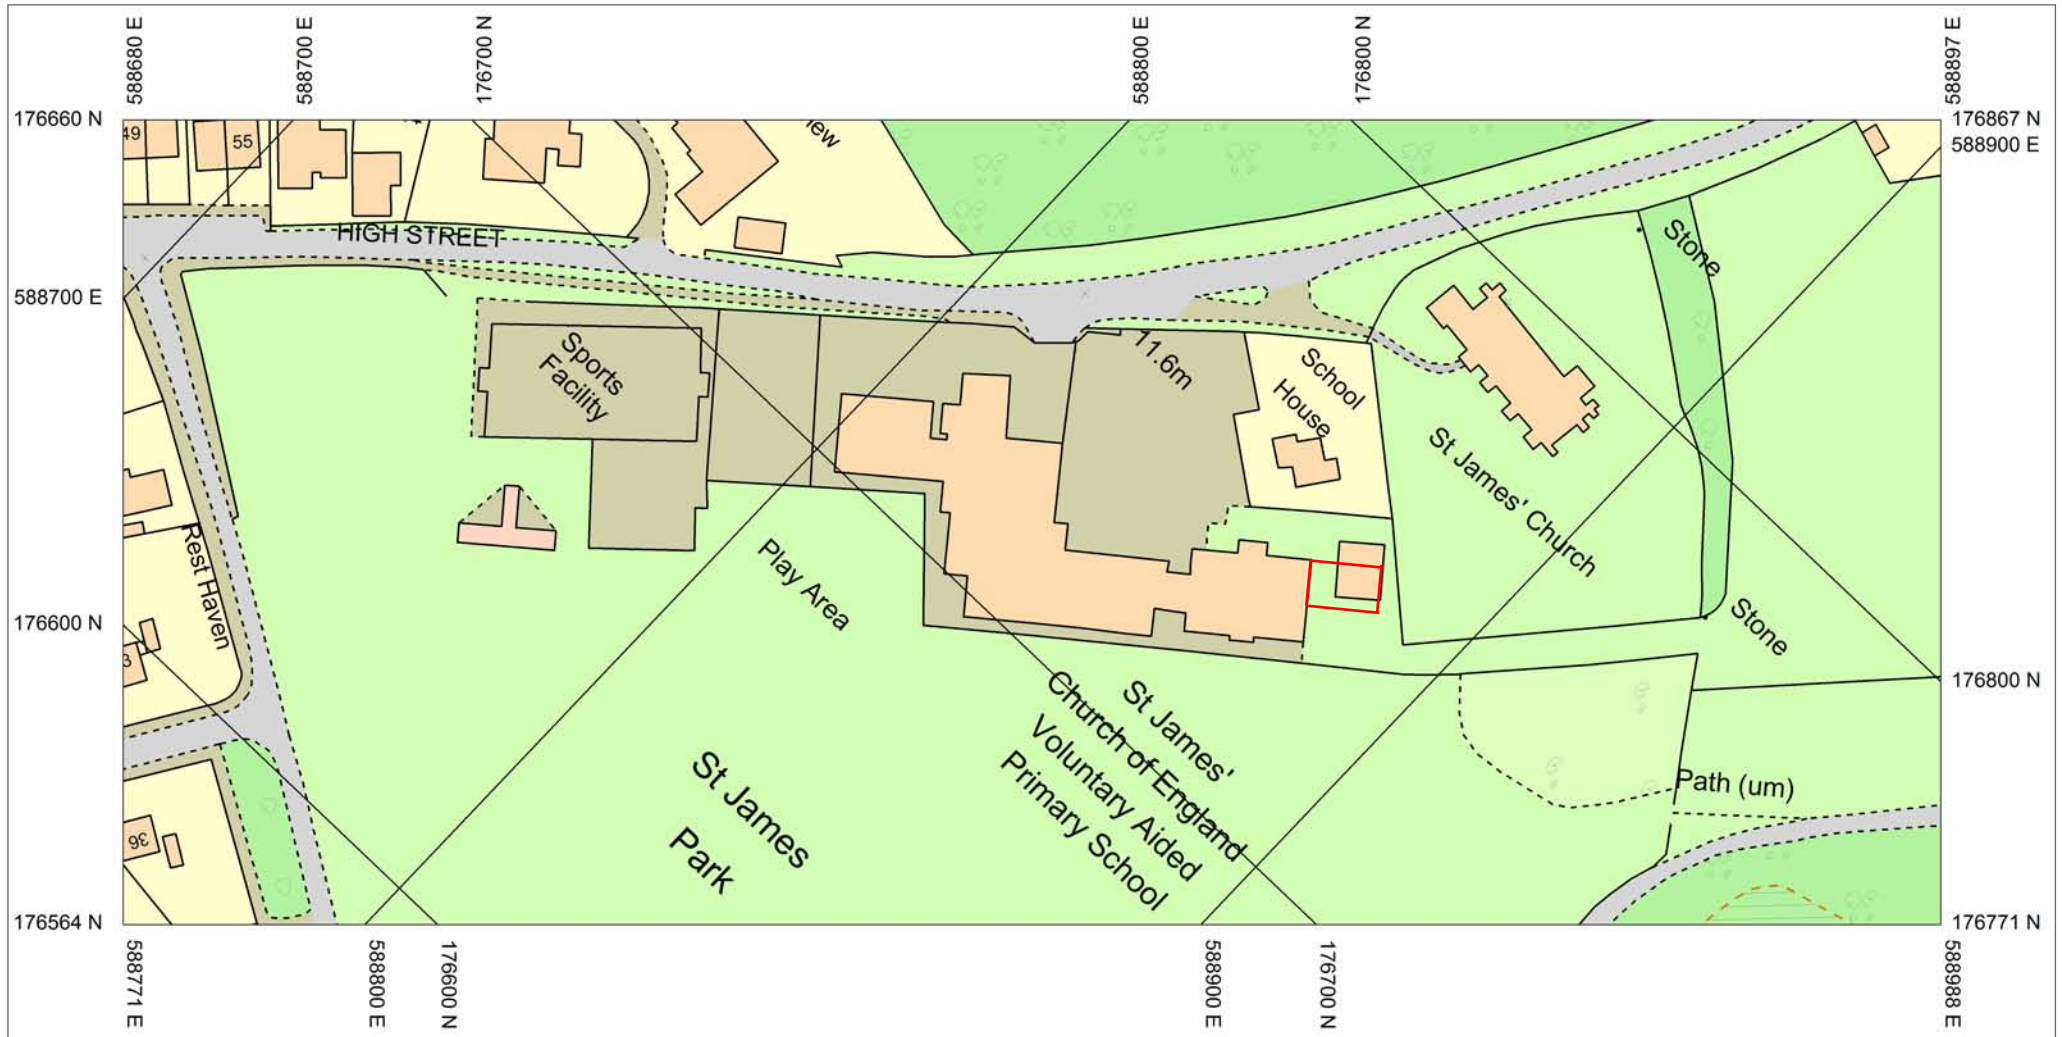 588680 E
588700 E
176700 N
588800 E
176800 N
588897 E
176660 N
176867 N
588900 E
49
55
HIGH STREET
588700 E
Sports
Facility
11.6m
School
House
Stone
St James' Church
Rest Haven
Play Area
Stone
176600 N
3
176800 N
St James'
Church of England
Voluntary Aided
Primary School
St James
Park
Path (um)
36
176564 N
176771 N
588771 E
588800 E
176600 N
588900 E
176700 N
588988 E